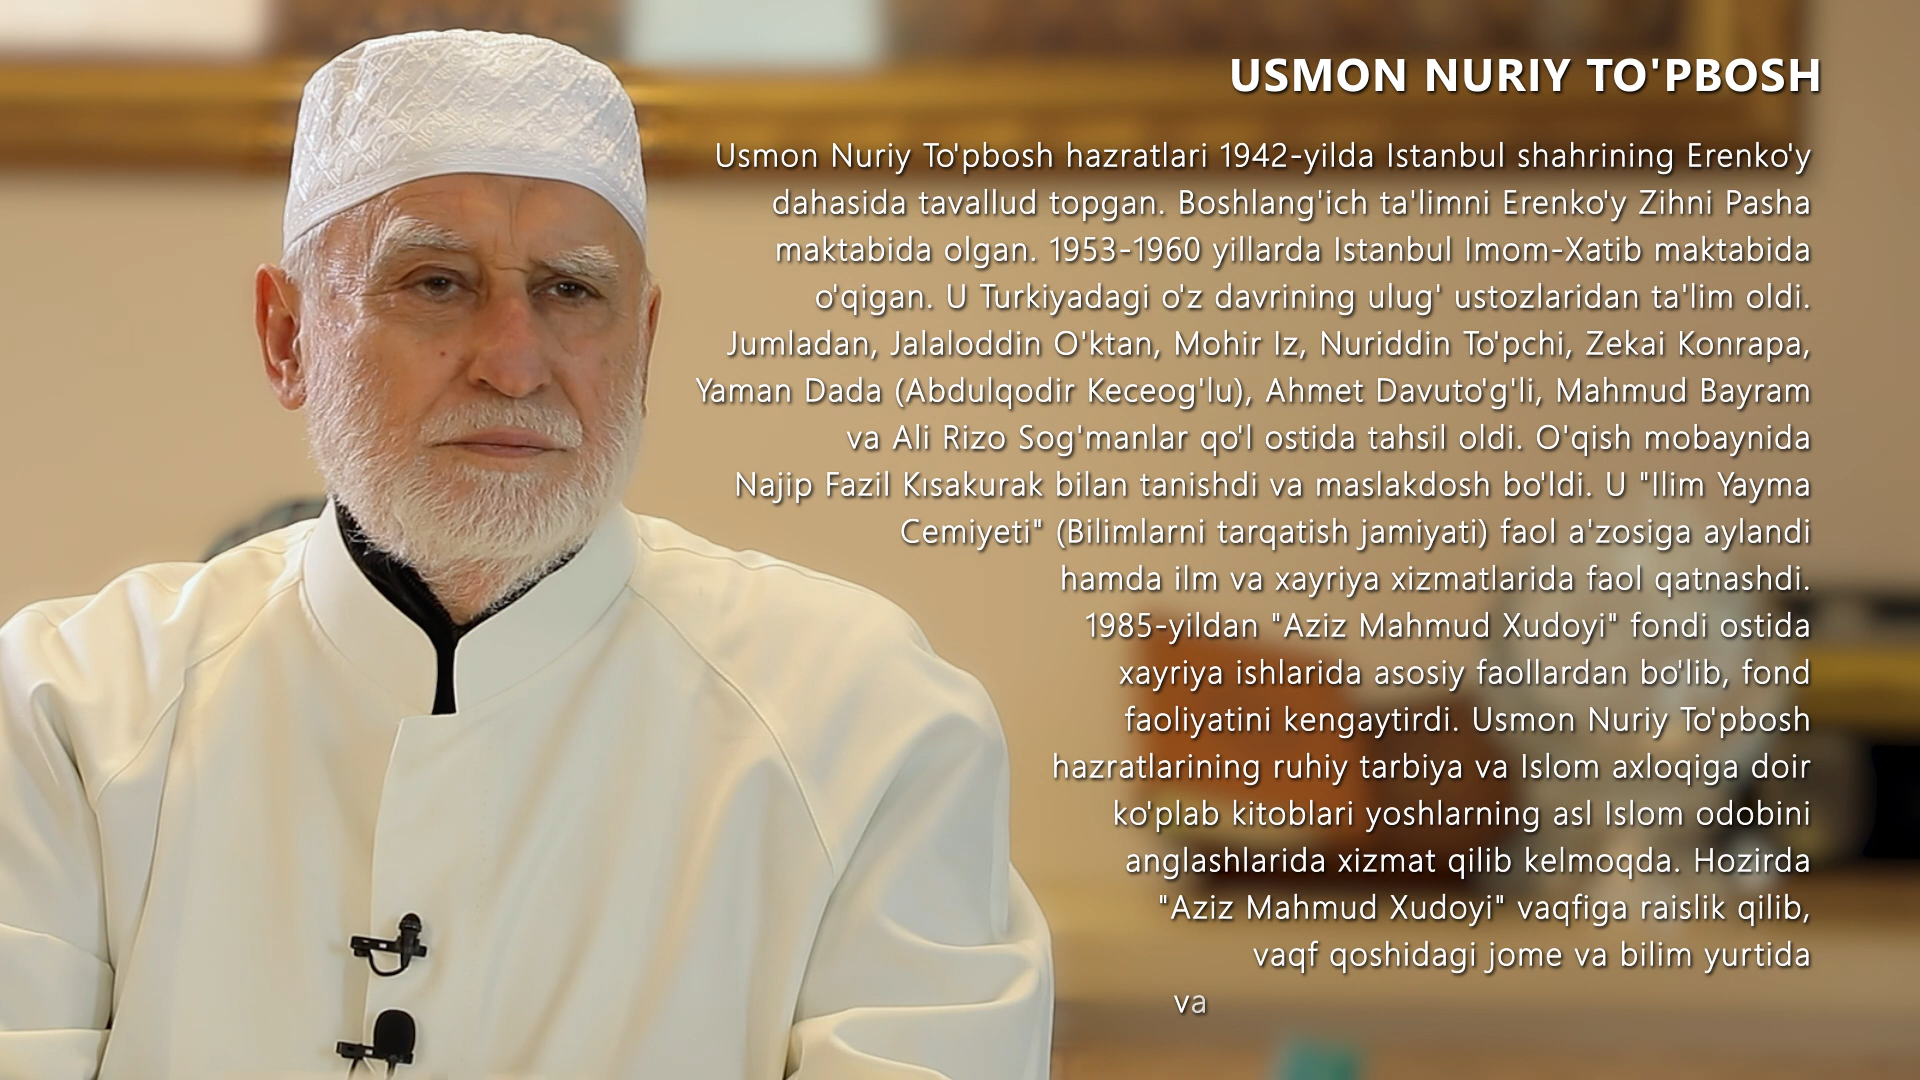 USMON NURIY TO'PBOSH
Usmon Nuriy To'pbosh hazratlari 1942-yilda Istanbul shahrining Erenko'y
dahasida tavallud topgan. Boshlang'ich ta'limni Erenko'y Zihni Pasha
maktabida olgan. 1953-1960 yillarda Istanbul Imom-Xatib maktabida
o'qigan. U Turkiyadagi o'z davrining ulug' ustozlaridan ta'lim oldi.
Jumladan, Jalaloddin O'ktan, Mohir Iz, Nuriddin To'pchi, Zekai Konrapa,
Yaman Dada (Abdulqodir Keceog'lu), Ahmet Davuto'g'li, Mahmud Bayram
va Ali Rizo Sog'manlar qo'l ostida tahsil oldi. O'qish mobaynida
Najip Fazil Kısakurak bilan tanishdi va maslakdosh bo'ldi. U "Ilim Yayma
Cemiyeti" (Bilimlarni tarqatish jamiyati) faol a'zosiga aylandi
hamda ilm va xayriya xizmatlarida faol qatnashdi.
1985-yildan "Aziz Mahmud Xudoyi" fondi ostida
xayriya ishlarida asosiy faollardan bo'lib, fond
faoliyatini kengaytirdi. Usmon Nuriy To'pbosh
hazratlarining ruhiy tarbiya va Islom axloqiga doir
ko'plab kitoblari yoshlarning asl Islom odobini
anglashlarida xizmat qilib kelmoqda. Hozirda
"Aziz Mahmud Xudoyi" vaqfiga raislik qilib,
vaqf qoshidagi jome va bilim yurtida
va